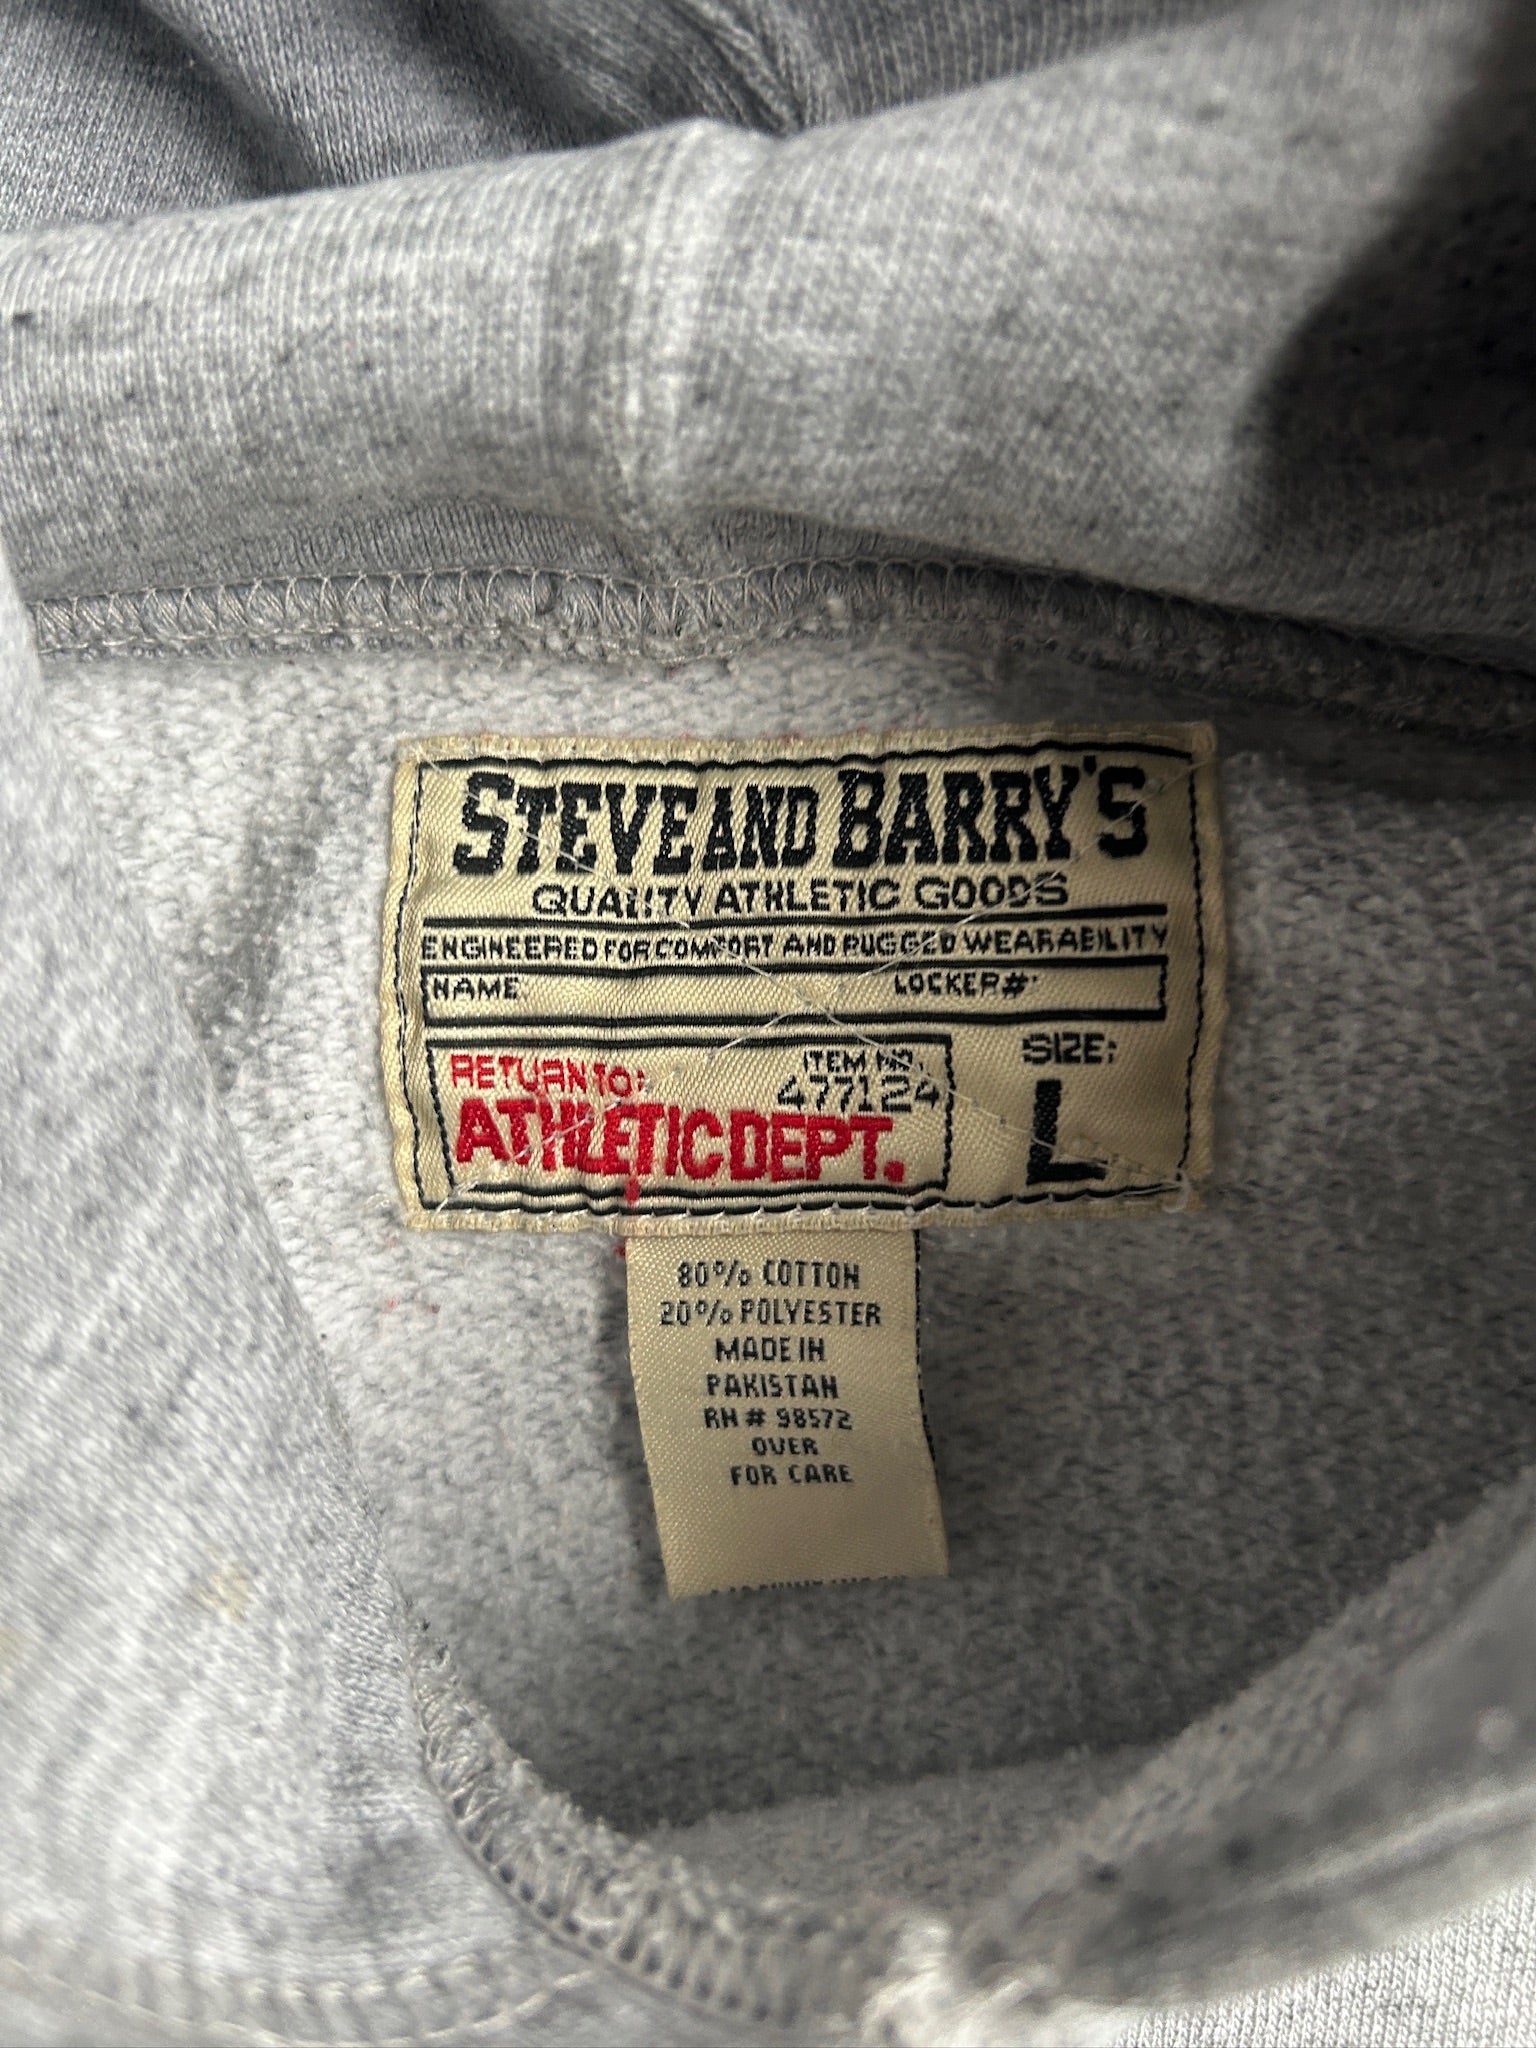 STEVE AND BARRY'S
QUALITY ATHLETIC GOODS
ENGINEERED FOR COMFORT AND RUGGED WEARABILITY
NAME: LOCKER#:
RETURN TO: ITEM NO. SIZE:
477124
ATHLETIC DEPT. L
80% COTTON
20% POLYESTER
MADE IN
PAKISTAN
RN # 98572
OVER
FOR CARE